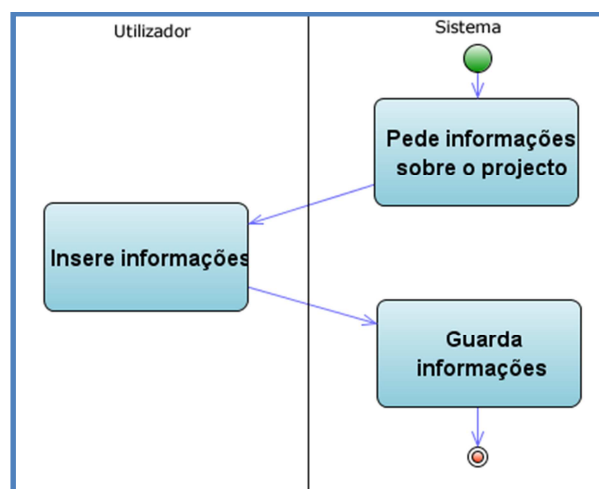 Utilizador
Sistema
Pede informações
sobre o projecto
Insere informações
Guarda
informações